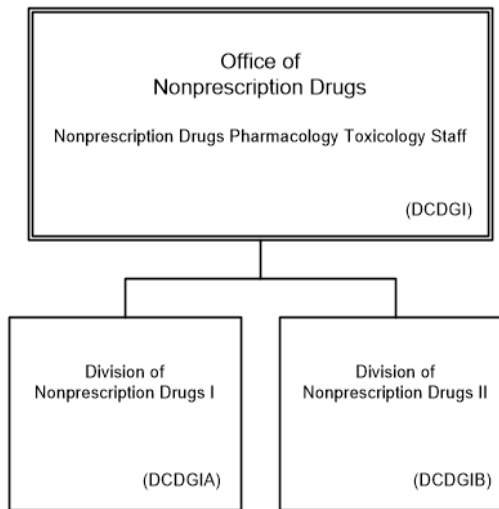 Office of
Nonprescription Drugs
Nonprescription Drugs Pharmacology Toxicology Staff
(DCDGI)
Division of
Nonprescription Drugs I
(DCDGIA)
Division of
Nonprescription Drugs II
(DCDGIB)